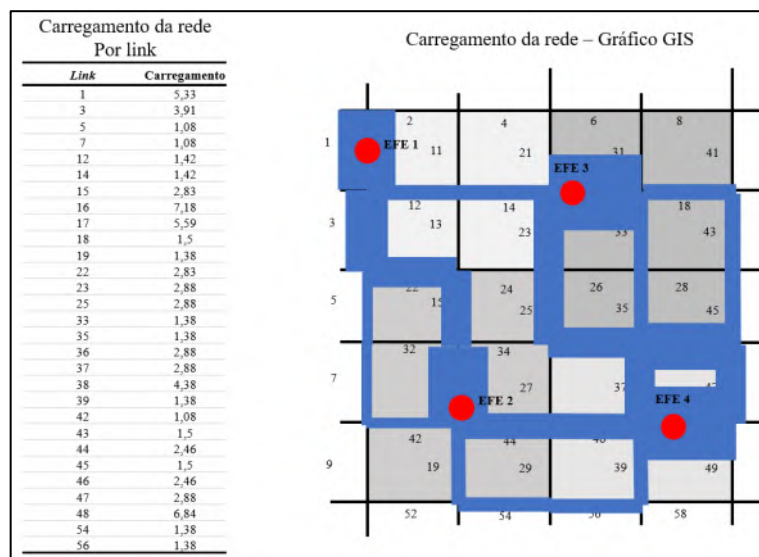 Carregamento da rede
Por link
Link Carregamento
1 5,33
3 3,91
5 1,08
7 1,08
12 1,42
14 1,42
15 2,83
16 7,18
17 5,59
18 1,5
19 1,38
22 2,83
23 2,88
25 2,88
33 1,38
35 1,38
36 2,88
37 2,88
38 4,38
39 1,38
42 1,08
43 1,5
44 2,46
45 1,5
46 2,46
47 2,88
48 6,84
54 1,38
56 1,38
Carregamento da rede – Gráfico GIS
2 4 6 8
1 EFE 1 11 21 31 41
EFE 3
12 14 18
3 13 23 33 43
22 24 26 28
5 15 25 35 45
32 34
7 27 37
EFE 2 EFE 4
42 44
9 19 29 39 49
52 54 58